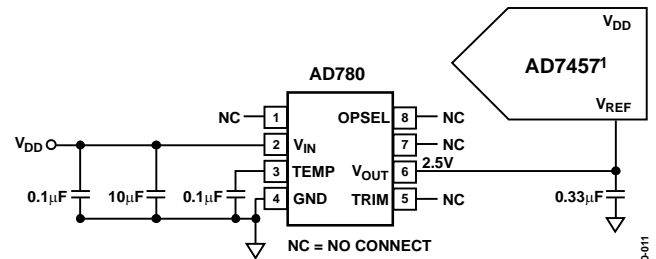 V_DD
AD7457¹
V_REF
AD780
NC 1 OPSEL 8 NC
V_DD 2 V_IN 7 NC
3 TEMP V_OUT 6 2.5V
4 GND TRIM 5 NC
0.1µF 10µF 0.1µF 0.33µF
NC = NO CONNECT